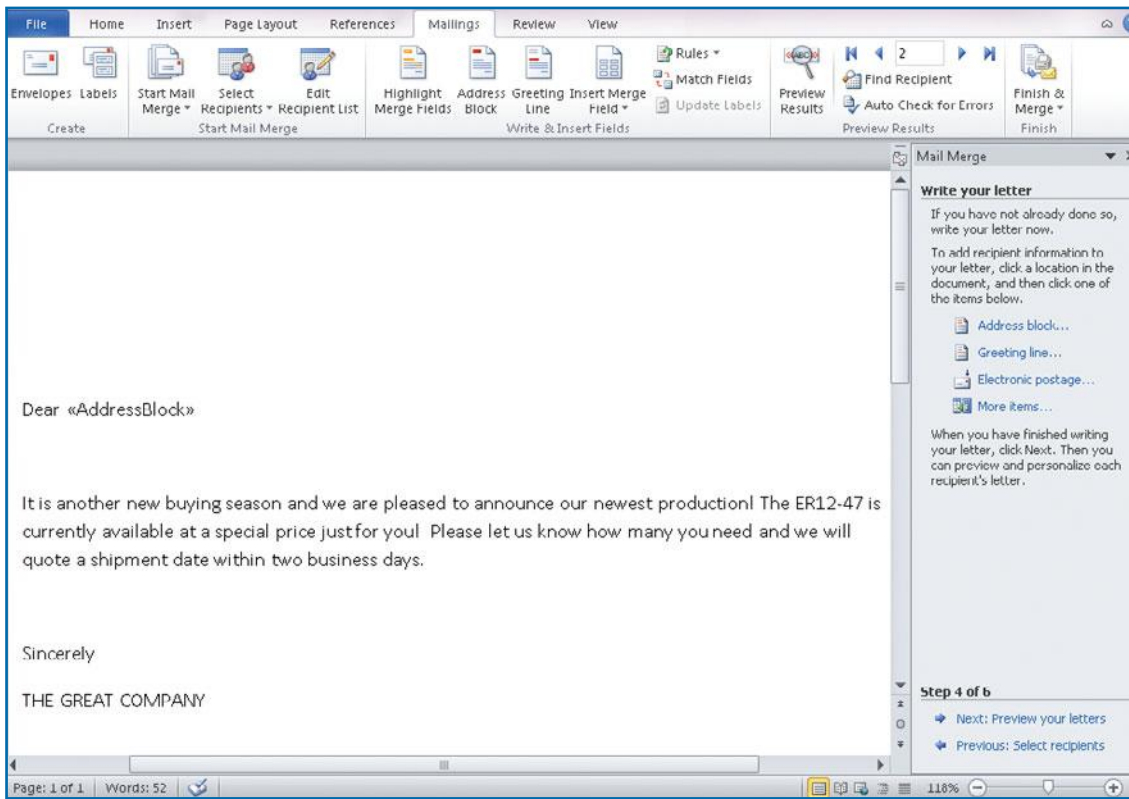 File Home Insert Page Layout References Mailings Review View
Envelopes Labels
Create
Start Mail Merge
Select Recipients
Edit Recipient List
Start Mail Merge
Highlight Merge Fields
Address Block
Greeting Line
Insert Merge Field
Rules
Match Fields
Update Labels
Write & Insert Fields
Preview Results
2
Find Recipient
Auto Check for Errors
Preview Results
Finish & Merge
Finish
Dear «AddressBlock»
It is another new buying season and we are pleased to announce our newest production! The ER12-47 is
currently available at a special price just for you!  Please let us know how many you need and we will
quote a shipment date within two business days.
Sincerely
THE GREAT COMPANY
Mail Merge
Write your letter
If you have not already done so,
write your letter now.
To add recipient information to
your letter, click a location in the
document, and then click one of
the items below.
Address block...
Greeting line...
Electronic postage...
More items...
When you have finished writing
your letter, click Next. Then you
can preview and personalize each
recipient's letter.
Step 4 of 6
Next: Preview your letters
Previous: Select recipients
Page: 1 of 1 Words: 52 118%